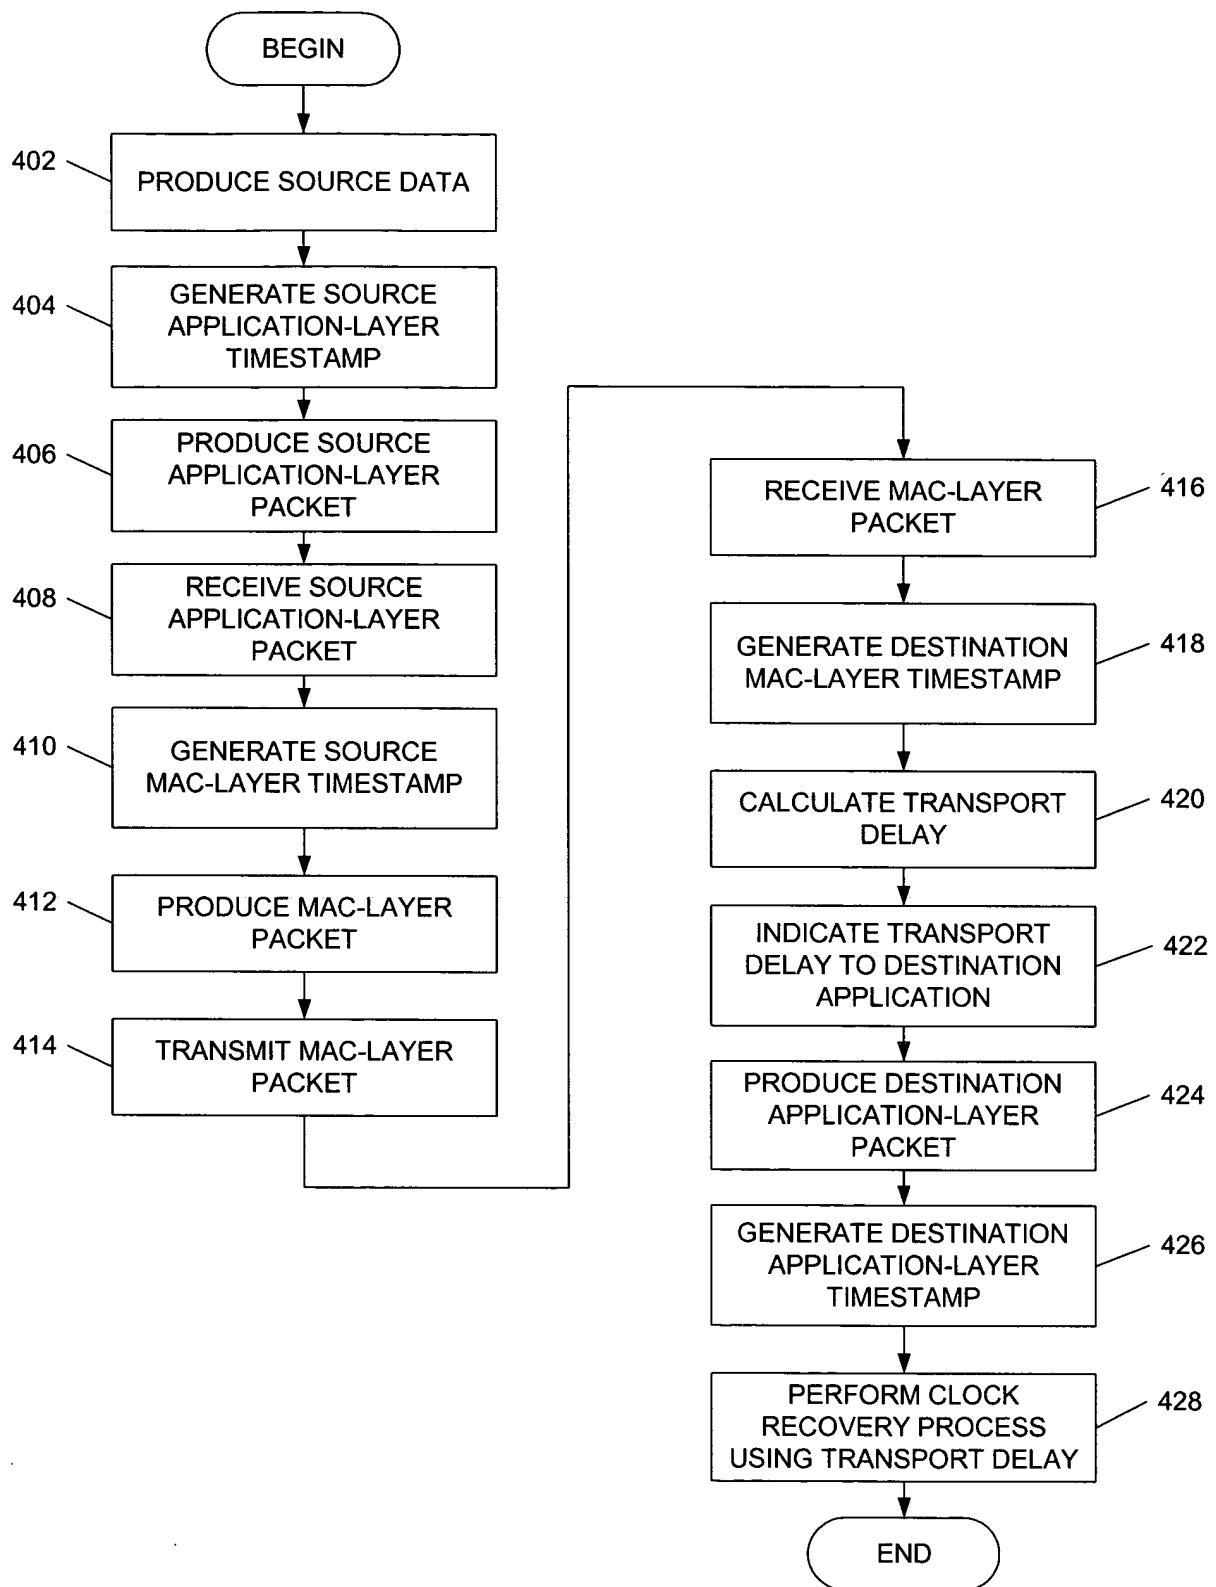 BEGIN
402
PRODUCE SOURCE DATA
404
GENERATE SOURCE
APPLICATION-LAYER
TIMESTAMP
406
PRODUCE SOURCE
APPLICATION-LAYER
PACKET
408
RECEIVE SOURCE
APPLICATION-LAYER
PACKET
410
GENERATE SOURCE
MAC-LAYER TIMESTAMP
412
PRODUCE MAC-LAYER
PACKET
414
TRANSMIT MAC-LAYER
PACKET
RECEIVE MAC-LAYER
PACKET
416
GENERATE DESTINATION
MAC-LAYER TIMESTAMP
418
CALCULATE TRANSPORT
DELAY
420
INDICATE TRANSPORT
DELAY TO DESTINATION
APPLICATION
422
PRODUCE DESTINATION
APPLICATION-LAYER
PACKET
424
GENERATE DESTINATION
APPLICATION-LAYER
TIMESTAMP
426
PERFORM CLOCK
RECOVERY PROCESS
USING TRANSPORT DELAY
428
END